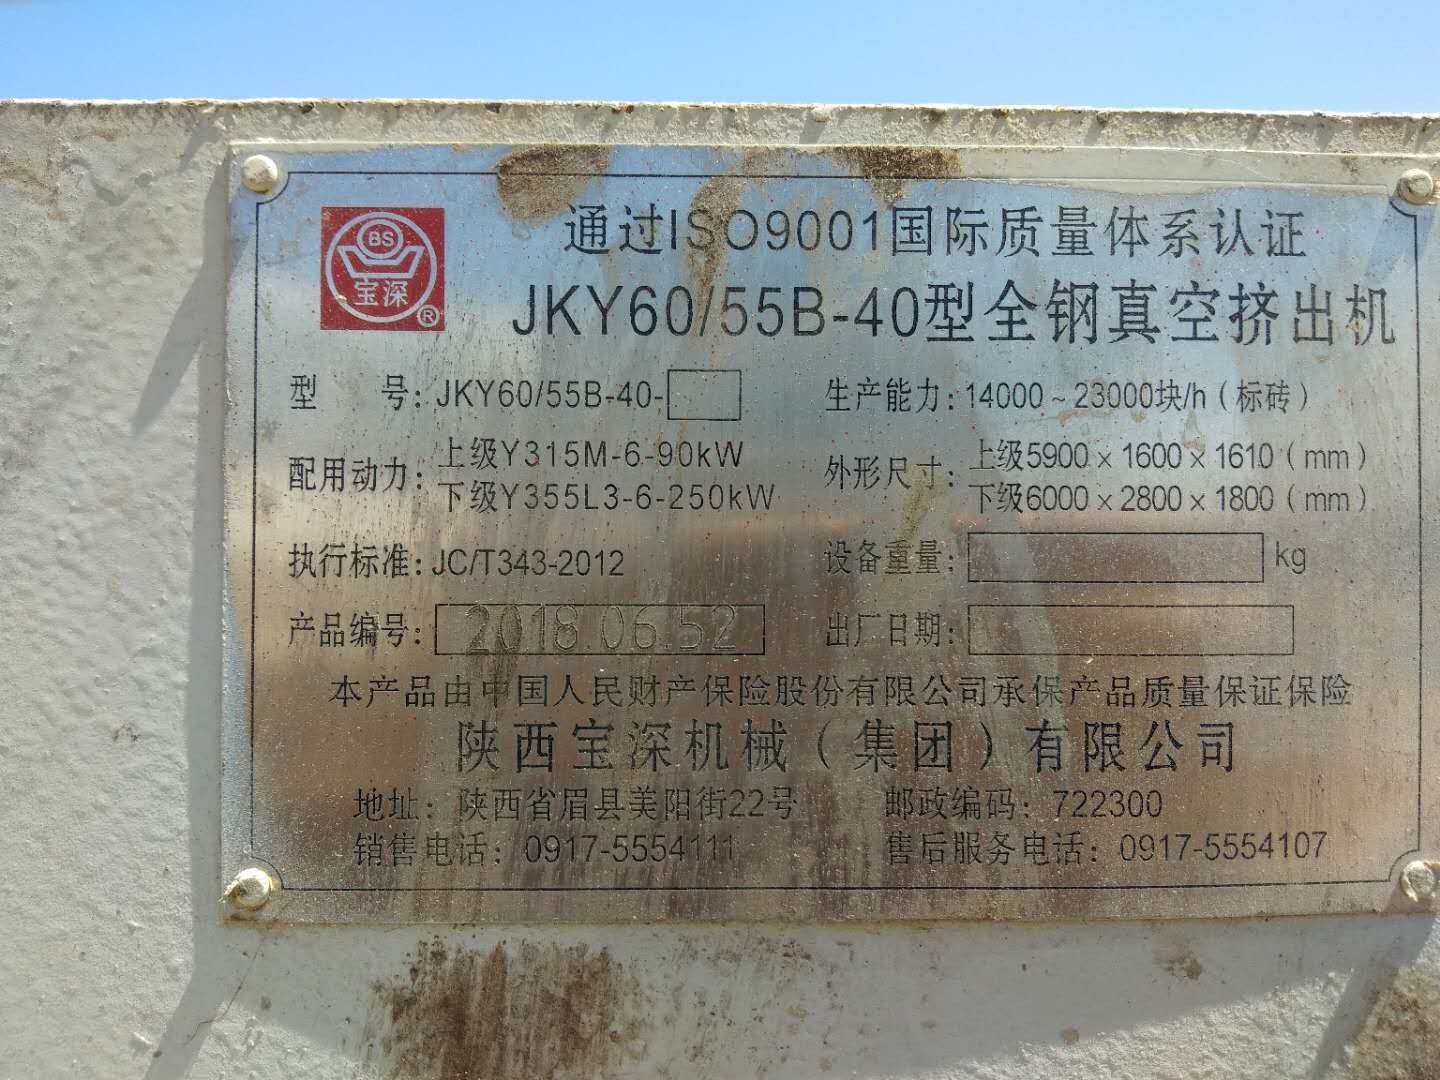 BS
宝深
®
通过ISO9001国际质量体系认证
JKY60/55B-40型全钢真空挤出机
型 号: JKY60/55B-40-
生产能力: 14000~23000块/h(标砖)
配用动力: 上级Y315M-6-90kW
下级Y355L3-6-250kW
外形尺寸: 上级5900×1600×1610(mm)
下级6000×2800×1800(mm)
执行标准: JC/T343-2012
设备重量: kg
产品编号: 2018 06.52
出厂日期:
本产品由中国人民财产保险股份有限公司承保产品质量保证保险
陕西宝深机械(集团)有限公司
地址: 陕西省眉县美阳街22号
邮政编码: 722300
销售电话: 0917-5554111
售后服务电话: 0917-5554107